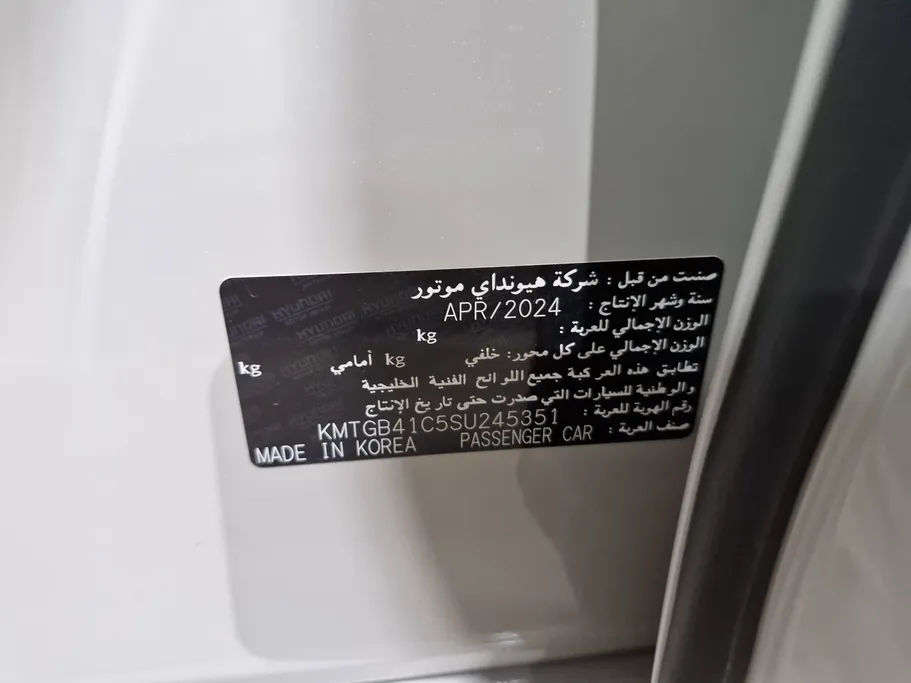 صنعت من قبل : شركة هيونداي موتور
سنة وشهر الإنتاج : APR/2024
الوزن الإجمالي للعربة : kg
الوزن الإجمالي على كل محور: خلفي kg أمامي kg
تطابق هذه المركبة جميع اللوائح الفنية الخليجية
والوطنية للسيارات التي صدرت حتى تاريخ الإنتاج
رقم الهوية للعربة : KMTGB41C5SU245351
صنف العربة : PASSENGER CAR MADE IN KOREA